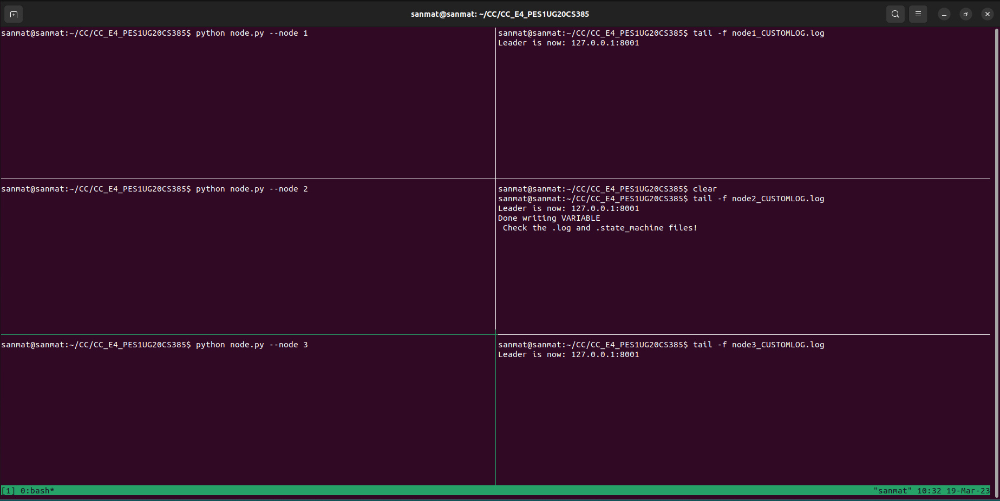 sanmat@sanmat: ~/CC/CC_E4_PES1UG20CS385
sanmat@sanmat:~/CC/CC_E4_PES1UG20CS385$ python node.py --node 1
sanmat@sanmat:~/CC/CC_E4_PES1UG20CS385$ tail -f node1_CUSTOMLOG.log
Leader is now: 127.0.0.1:8001
sanmat@sanmat:~/CC/CC_E4_PES1UG20CS385$ python node.py --node 2
sanmat@sanmat:~/CC/CC_E4_PES1UG20CS385$ clear
sanmat@sanmat:~/CC/CC_E4_PES1UG20CS385$ tail -f node2_CUSTOMLOG.log
Leader is now: 127.0.0.1:8001
Done writing VARIABLE
 Check the .log and .state_machine files!
sanmat@sanmat:~/CC/CC_E4_PES1UG20CS385$ python node.py --node 3
sanmat@sanmat:~/CC/CC_E4_PES1UG20CS385$ tail -f node3_CUSTOMLOG.log
Leader is now: 127.0.0.1:8001
[1] 0:bash* "sanmat" 10:32 19-Mar-23